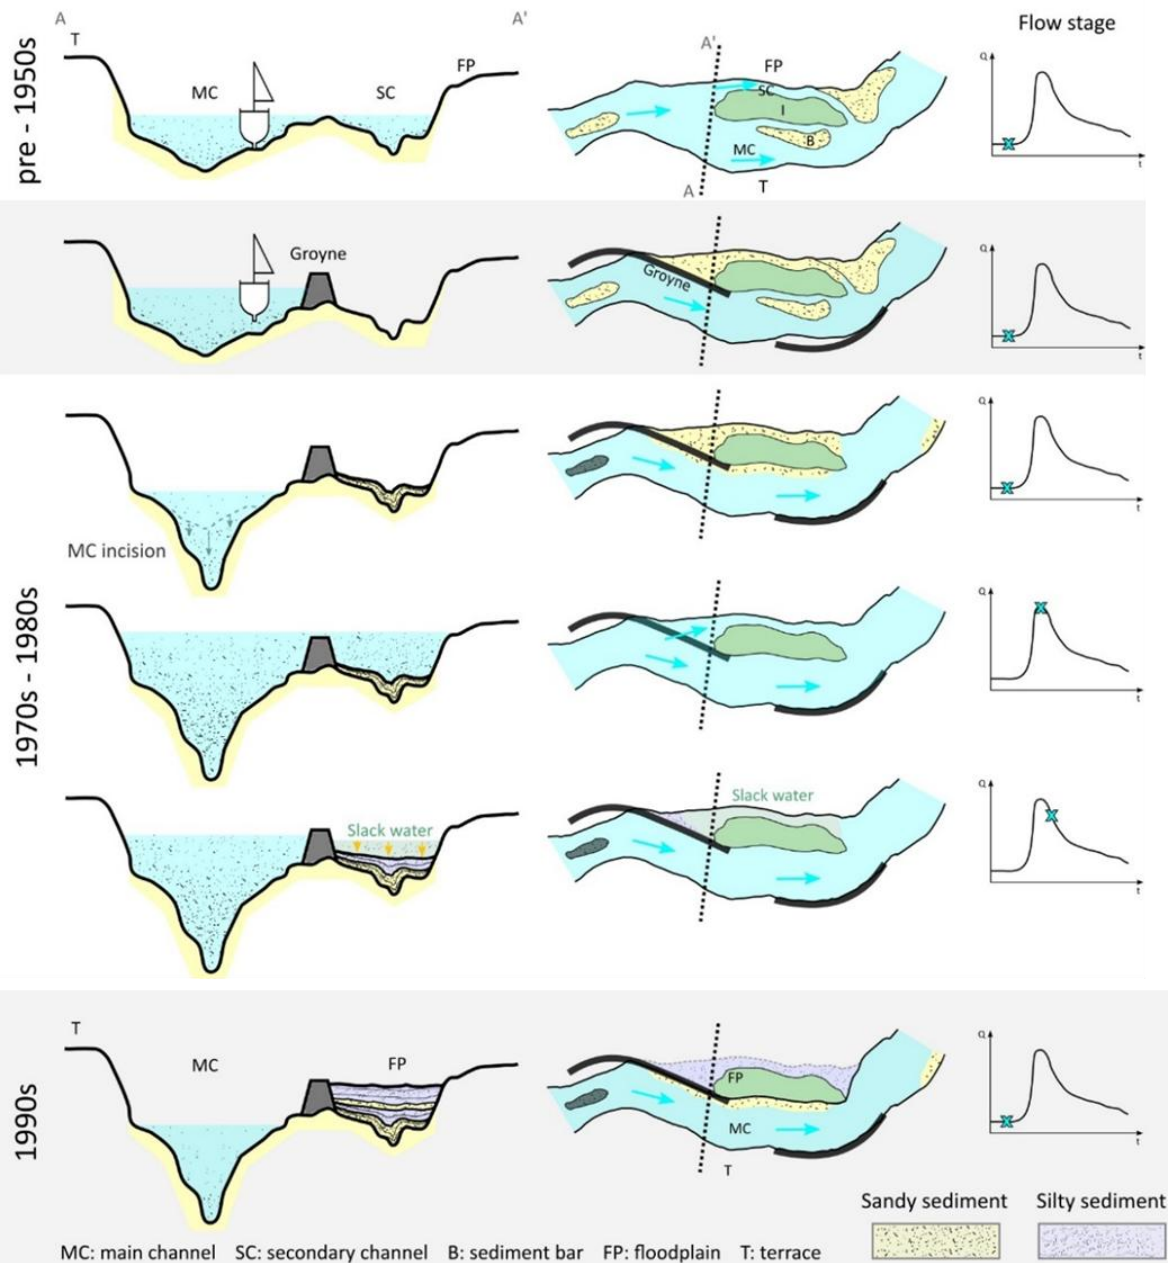 A
A'
Flow stage
T
MC
SC
FP
A'
FP
SC
I
B
MC
A
T
Q
t
pre - 1950s
Groyne
Groyne
Q
t
MC incision
Q
t
1970s - 1980s
Q
t
Slack water
Slack water
Q
t
T
MC
FP
FP
MC
T
Q
t
1990s
Sandy sediment
Silty sediment
MC: main channel SC: secondary channel B: sediment bar FP: floodplain T: terrace